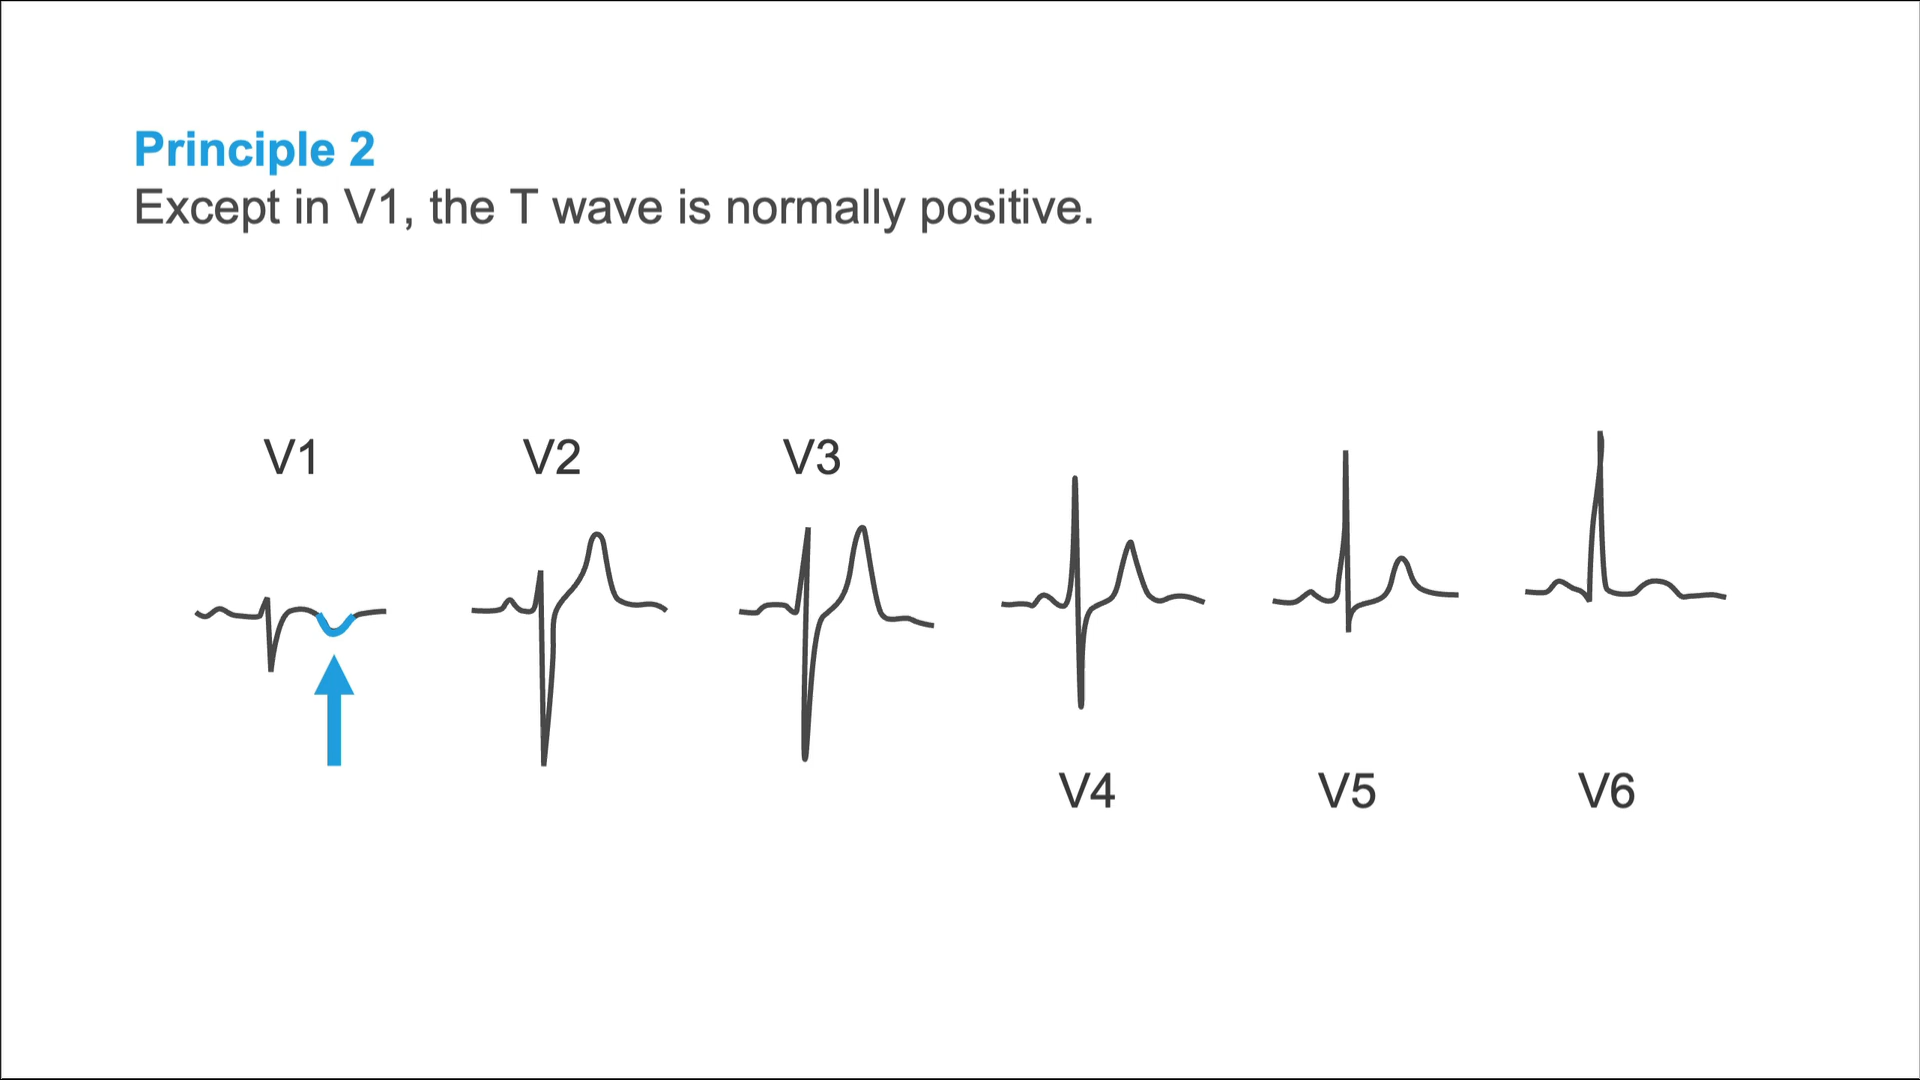 Principle 2
Except in V1, the T wave is normally positive.
V1 V2 V3
V4 V5 V6